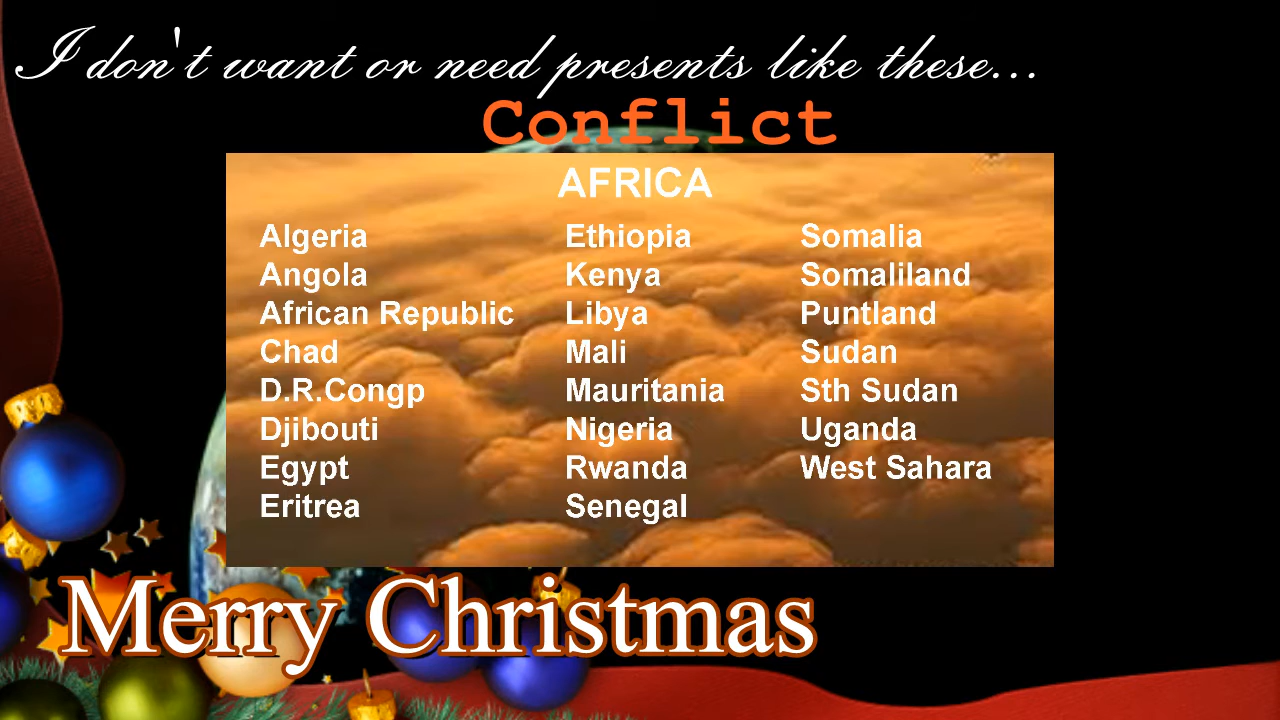 I don't want or need presents like these...
Conflict
AFRICA
Algeria
Angola
African Republic
Chad
D.R.Congp
Djibouti
Egypt
Eritrea
Ethiopia
Kenya
Libya
Mali
Mauritania
Nigeria
Rwanda
Senegal
Somalia
Somaliland
Puntland
Sudan
Sth Sudan
Uganda
West Sahara
Merry Christmas